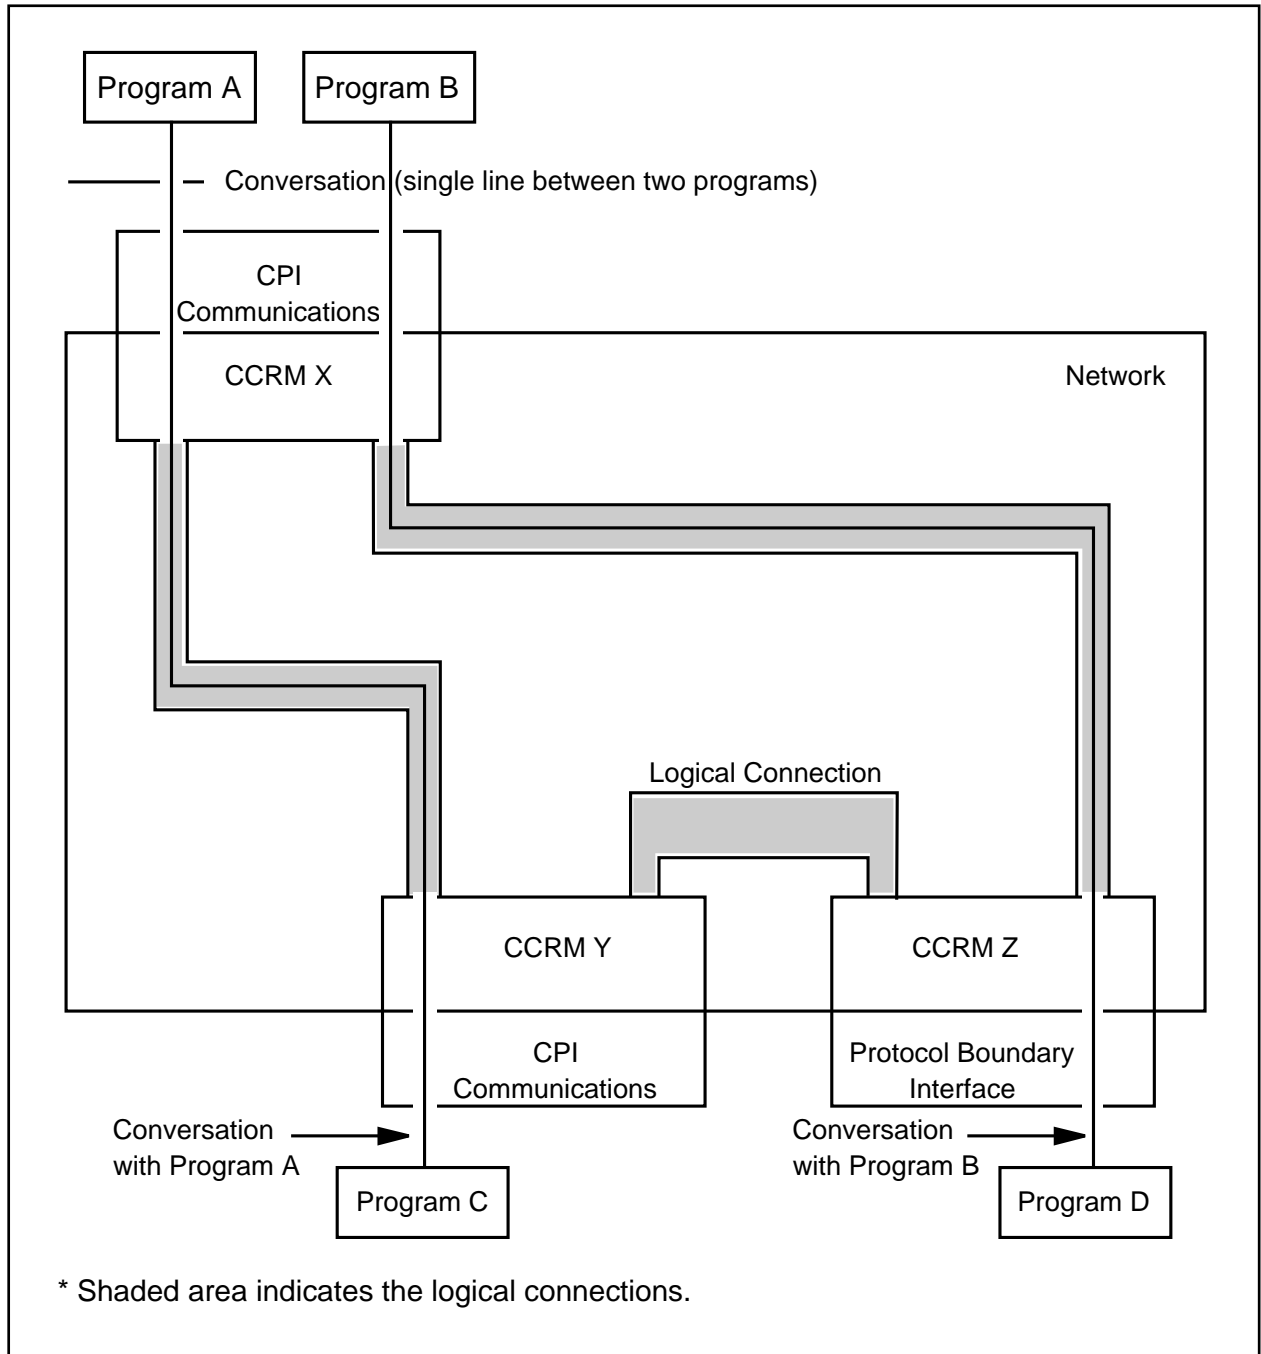 Program A
Program B
Conversation (single line between two programs)
CPI
Communications
CCRM X
Network
Logical Connection
CCRM Y
CCRM Z
CPI
Communications
Protocol Boundary
Interface
Conversation
with Program A
Conversation
with Program B
Program C
Program D
* Shaded area indicates the logical connections.